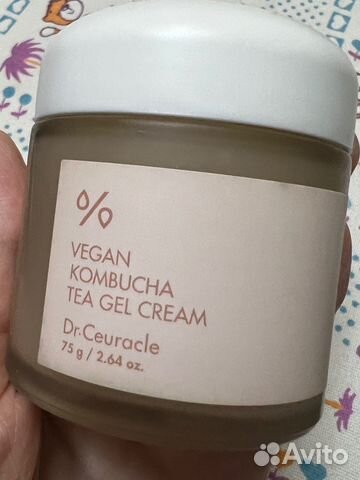 VEGAN
KOMBUCHA
TEA GEL CREAM
Dr.Ceuracle
75 g / 2.64 oz.
Avito